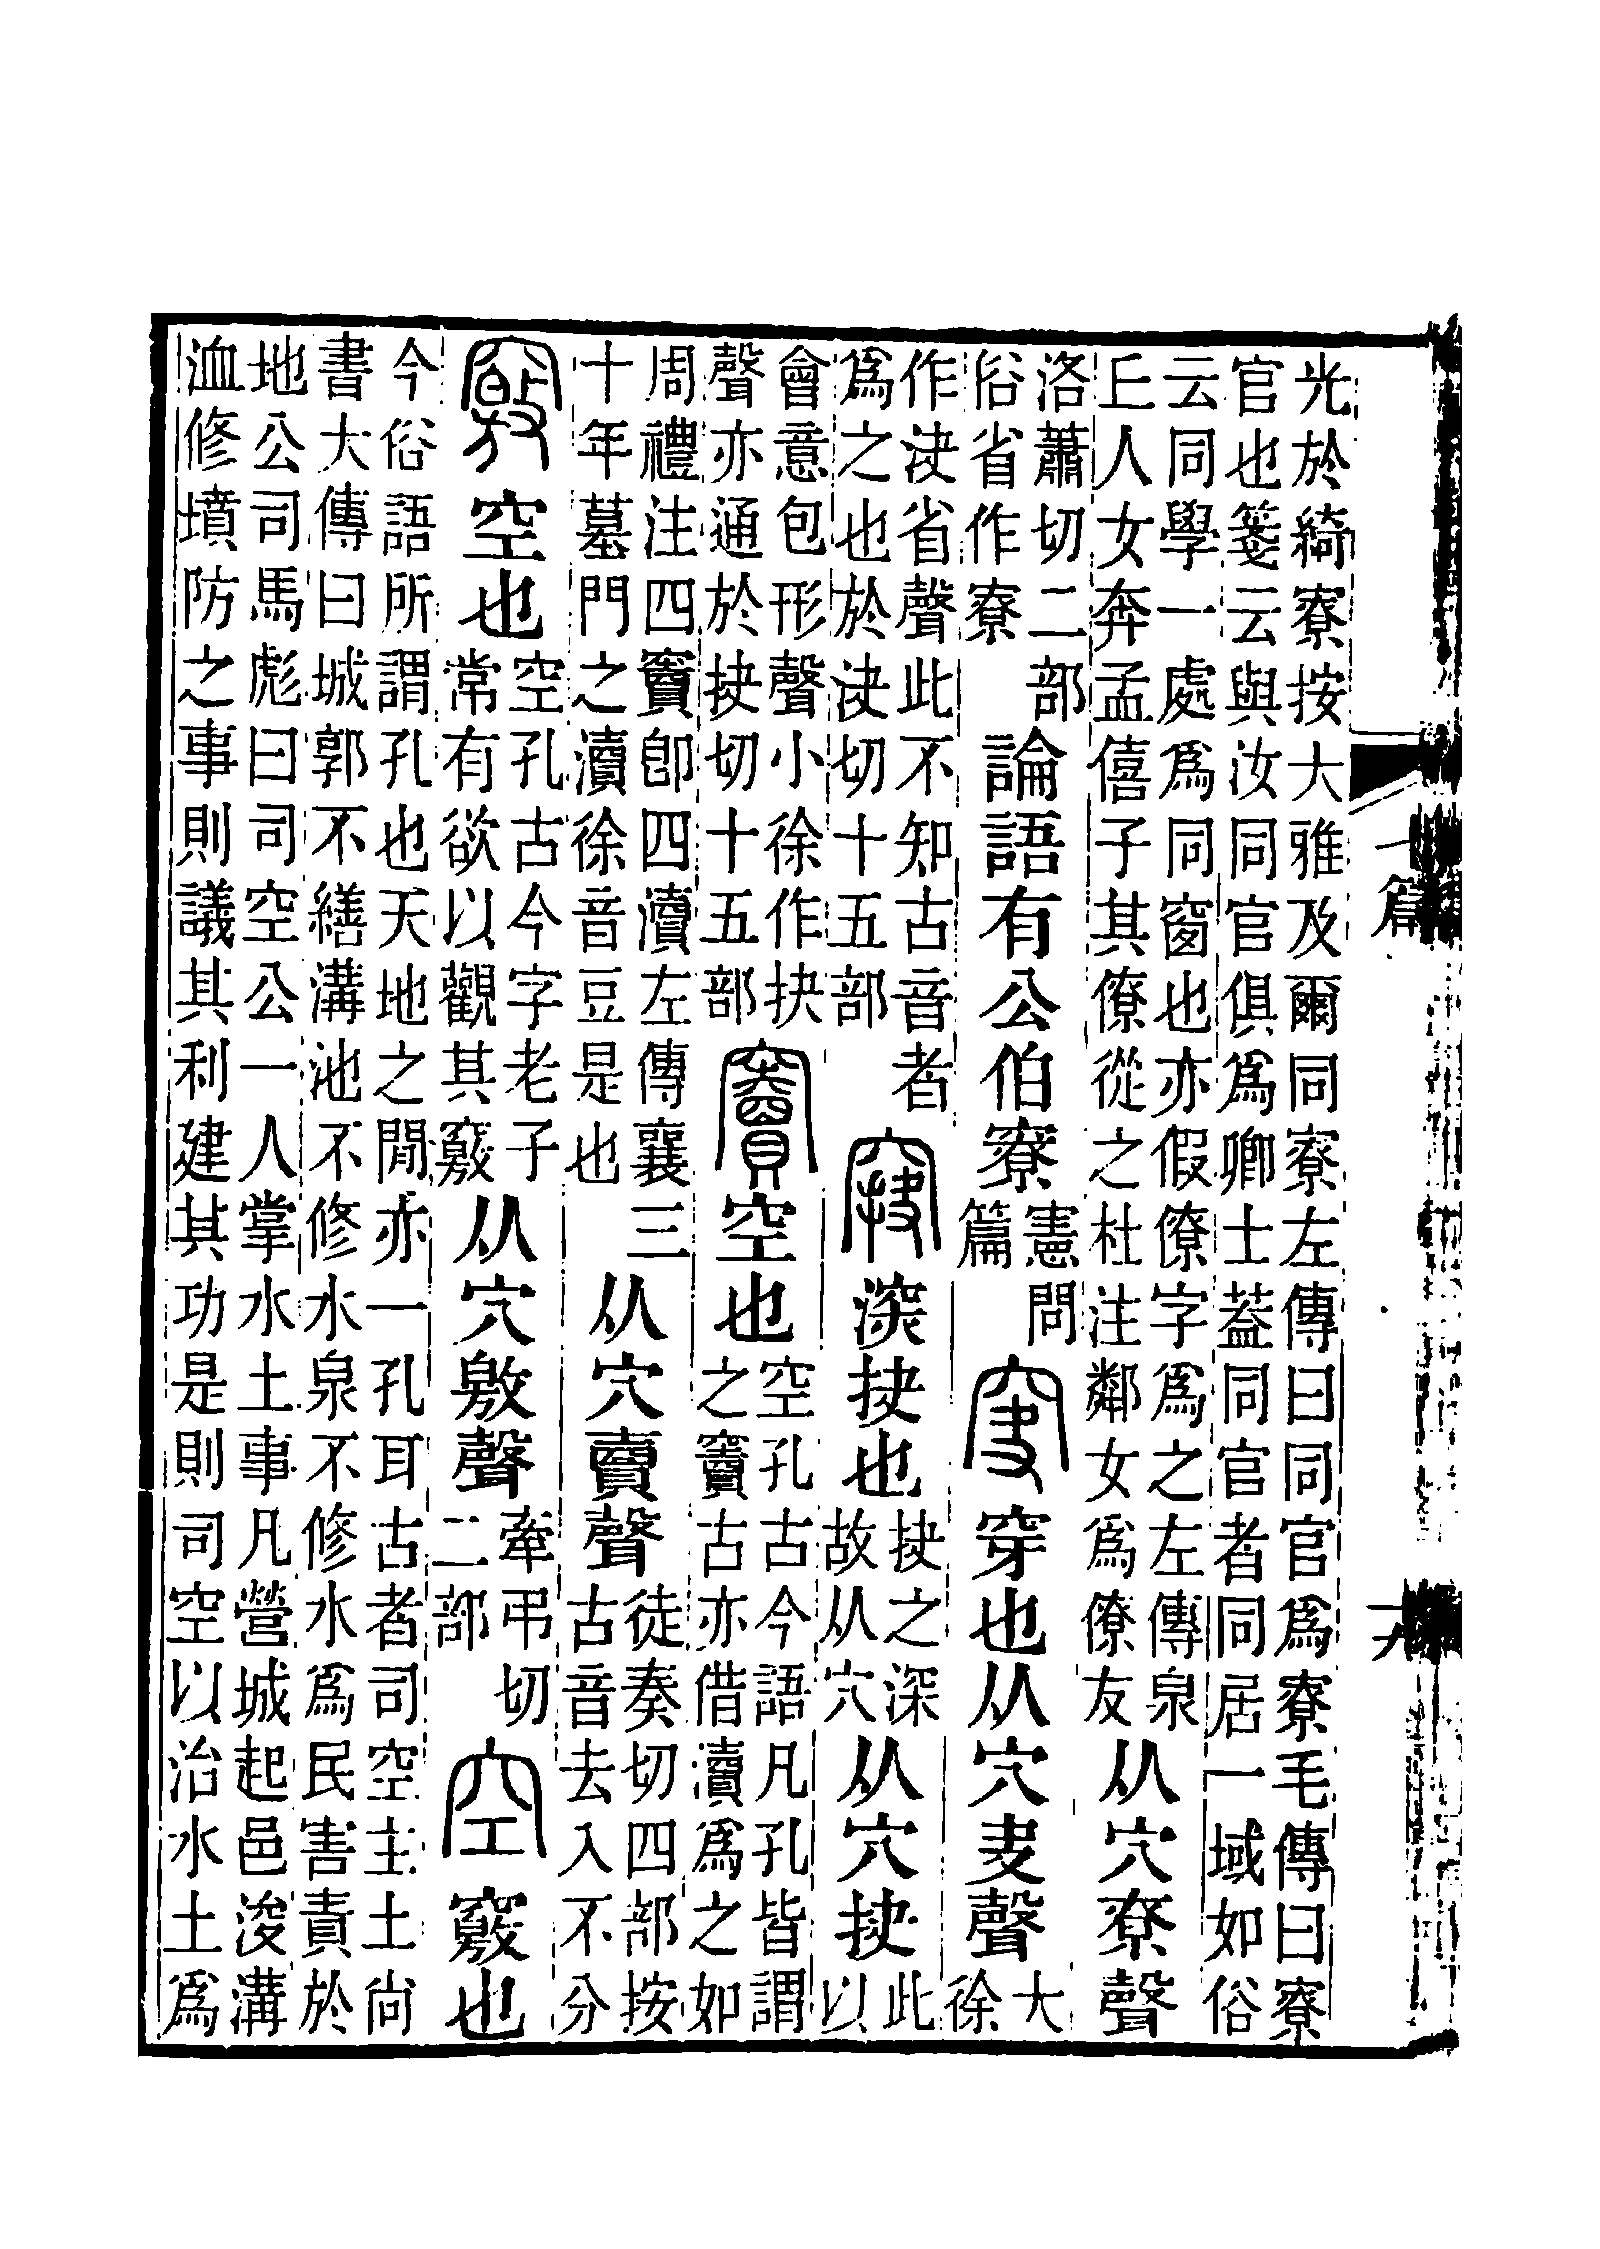 光於綺寮按大雅及爾同寮左傳曰同官爲寮毛傳曰寮官也箋云與汝同官俱爲卿士蓋同官者同居一域如俗
云同學一處爲同窗也亦假僚字爲之左傳泉丘人女奔孟僖子其僚從之杜注鄰女爲僚友从穴尞聲
洛蕭切二部俗省作寮論語有公伯寮憲問篇穾穿也从穴夬聲大徐
作決省聲此不知古音者爲之也於決切十五部𥦤深抉也抉之深故从穴从穴抉此以
會意包形聲小徐作抉聲亦通於抉切十五部竇空也空孔古今語凡孔皆謂之竇古亦借瀆爲之如
周禮注四竇卽四瀆左傳襄三十年墓門之瀆徐音豆是也从穴𧶠聲徒奏切四部按古音去入不分
竅空也空孔古今字老子常有欲以觀其竅从穴敫聲牽弔切二部空竅也
今俗語所謂孔也天地之閒亦一孔耳古者司空主土尚書大傳曰城郭不繕溝池不修水泉不修水爲民害責於
地公司馬彪曰司空公一人掌水土事凡營城起邑浚溝洫修墳防之事則議其利建其功是則司空以治水土爲